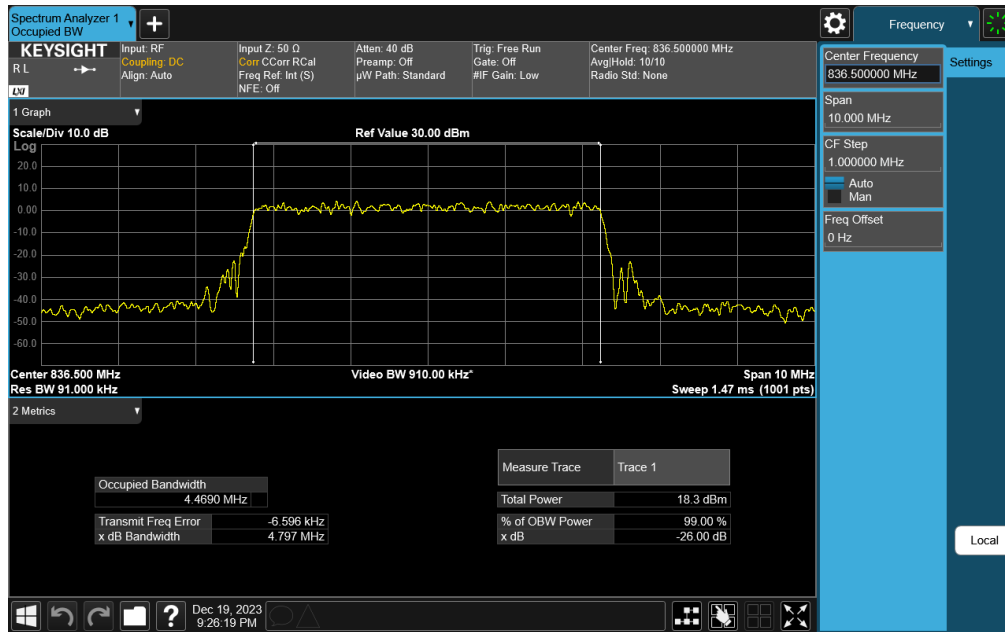 Spectrum Analyzer 1
Occupied BW
Frequency
KEYSIGHT
R L
LXI
Input: RF
Coupling: DC
Align: Auto
Input Z: 50 Ω
Corr CCorr RCal
Freq Ref: Int (S)
NFE: Off
Atten: 40 dB
Preamp: Off
µW Path: Standard
Trig: Free Run
Gate: Off
#IF Gain: Low
Center Freq: 836.500000 MHz
Avg|Hold: 10/10
Radio Std: None
Center Frequency
836.500000 MHz
Settings
Span
10.000 MHz
CF Step
1.000000 MHz
Auto
Man
Freq Offset
0 Hz
Local
1 Graph
Scale/Div 10.0 dB
Ref Value 30.00 dBm
Log
20.0
10.0
0.00
-10.0
-20.0
-30.0
-40.0
-50.0
-60.0
Center 836.500 MHz
Video BW 910.00 kHz*
Span 10 MHz
Res BW 91.000 kHz
Sweep 1.47 ms (1001 pts)
2 Metrics
Measure Trace Trace 1
Occupied Bandwidth
4.4690 MHz
Total Power 18.3 dBm
Transmit Freq Error -6.596 kHz
% of OBW Power 99.00 %
x dB Bandwidth 4.797 MHz
x dB -26.00 dB
Dec 19, 2023
9:26:19 PM